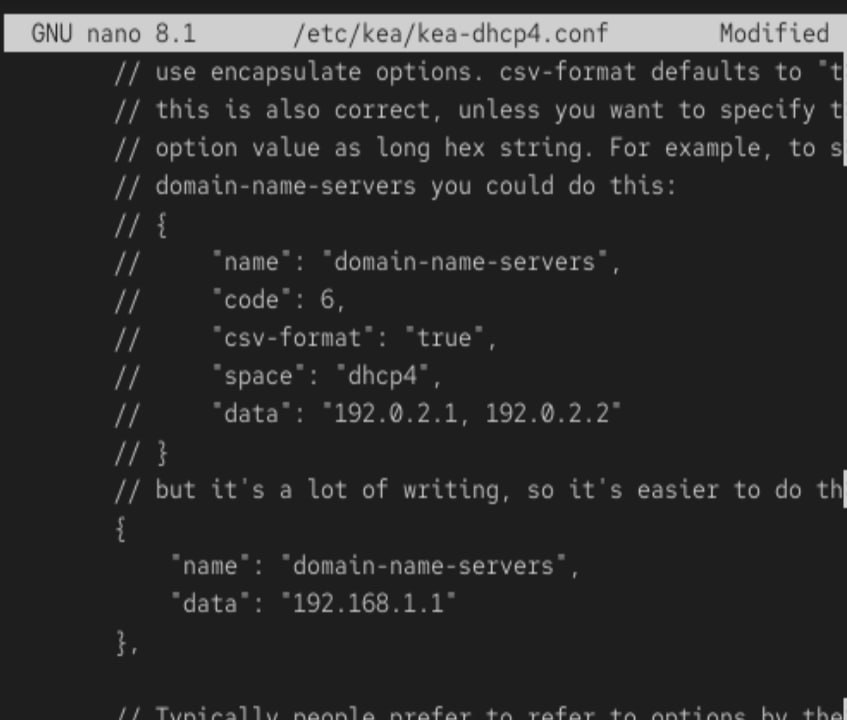 GNU nano 8.1 /etc/kea/kea-dhcp4.conf Modified
// use encapsulate options. csv-format defaults to "t
// this is also correct, unless you want to specify t
// option value as long hex string. For example, to s
// domain-name-servers you could do this:
// {
// "name": "domain-name-servers",
// "code": 6,
// "csv-format": "true",
// "space": "dhcp4",
// "data": "192.0.2.1, 192.0.2.2"
// }
// but it's a lot of writing, so it's easier to do th
{
"name": "domain-name-servers",
"data": "192.168.1.1"
},
// Typically people prefer to refer to options by the